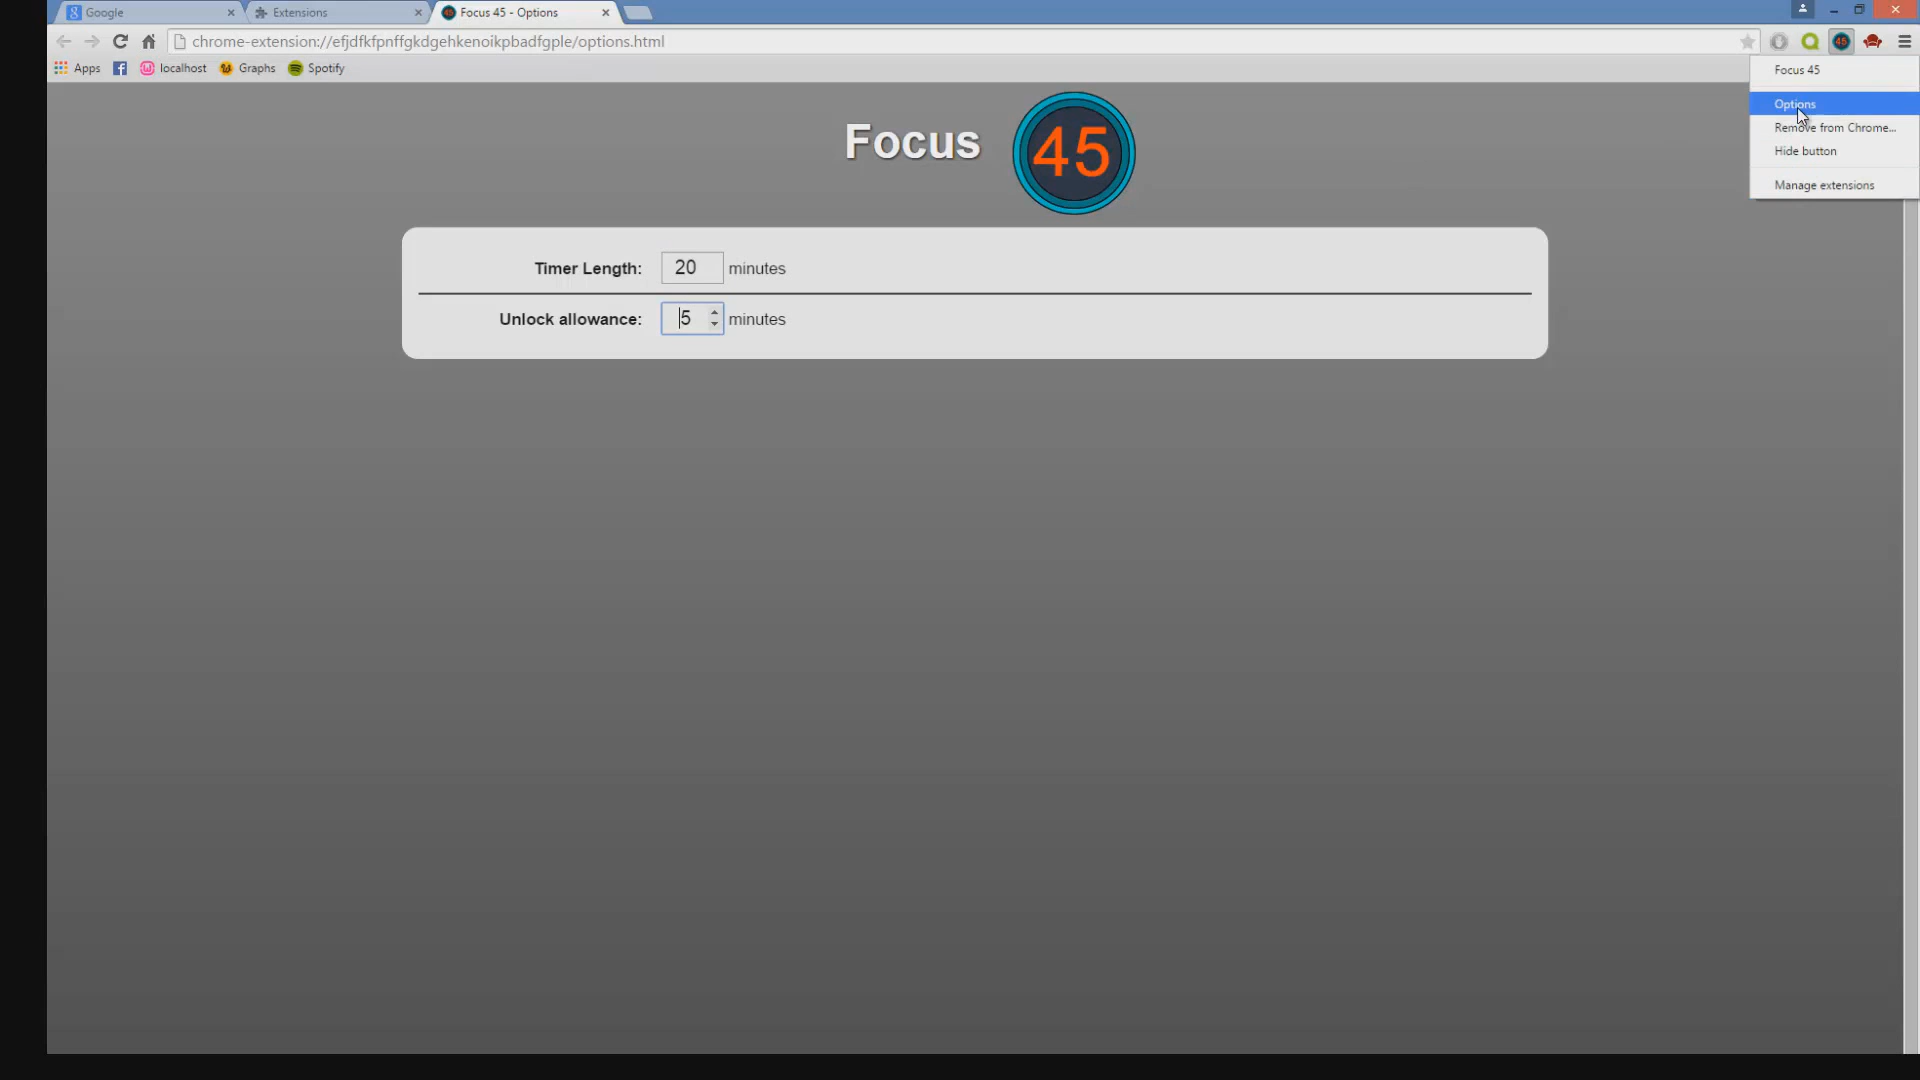 Google
Extensions
Focus 45 - Options
chrome-extension://efjdfkfpnffgkdgehkenoikpbadfgple/options.html
45
Apps
localhost
Graphs
Spotify
Focus 45
Options
Remove from Chrome...
Hide button
Manage extensions
Focus 45
Timer Length: 20 minutes
Unlock allowance: 5 minutes